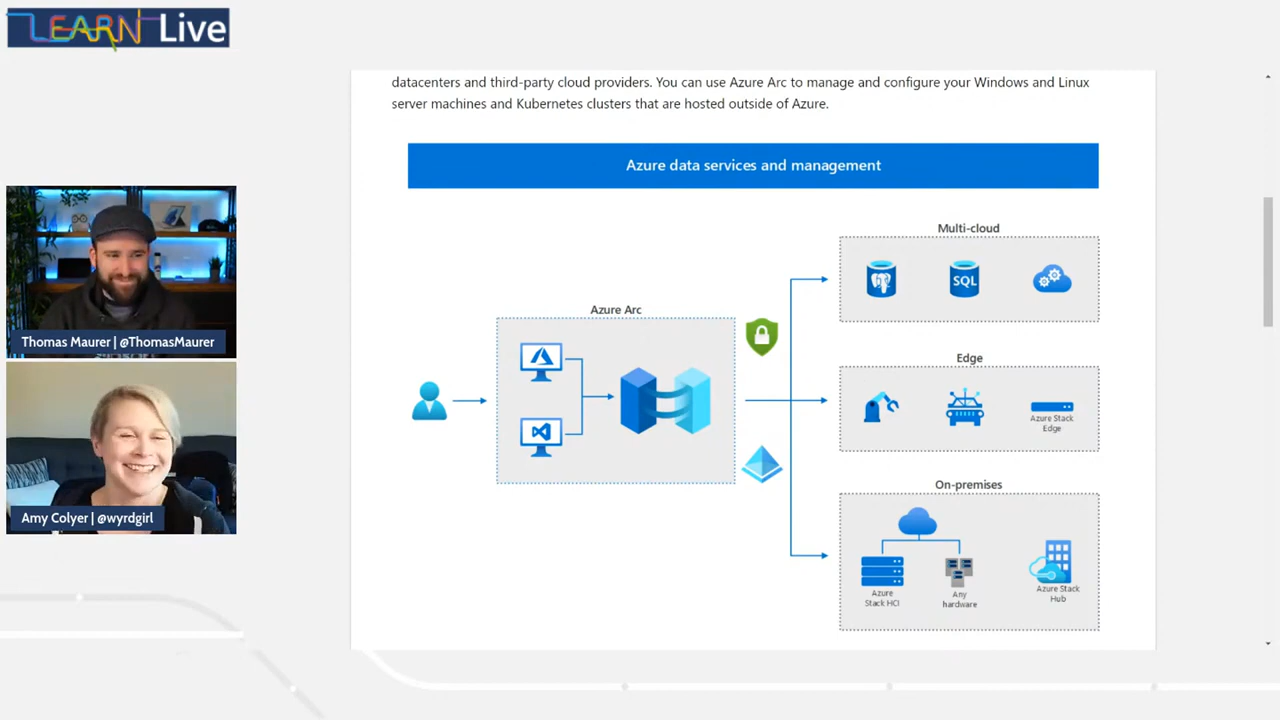 LEARN Live
datacenters and third-party cloud providers. You can use Azure Arc to manage and configure your Windows and Linux
server machines and Kubernetes clusters that are hosted outside of Azure.
Azure data services and management
Thomas Maurer | @ThomasMaurer
Amy Colyer | @wyrdgirl
Azure Arc
Multi-cloud
SQL
Edge
Azure Stack
Edge
On-premises
Azure
Stack HCI
Any
hardware
Azure Stack
Hub